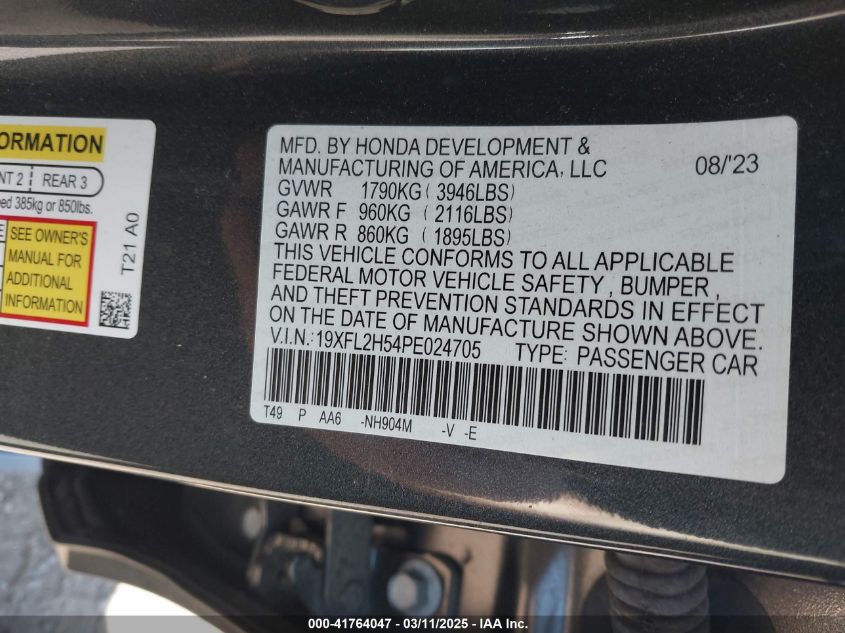 ORMATION
NT 2 REAR 3
ed 385kg or 850lbs.
E SEE OWNER'S
MANUAL FOR
ADDITIONAL
INFORMATION
T21 A0
MFD. BY HONDA DEVELOPMENT &
MANUFACTURING OF AMERICA, LLC 08/'23
GVWR 1790KG ( 3946LBS)
GAWR F 960KG ( 2116LBS)
GAWR R 860KG ( 1895LBS)
THIS VEHICLE CONFORMS TO ALL APPLICABLE
FEDERAL MOTOR VEHICLE SAFETY, BUMPER,
AND THEFT PREVENTION STANDARDS IN EFFECT
ON THE DATE OF MANUFACTURE SHOWN ABOVE.
V.I.N.:19XFL2H54PE024705 TYPE: PASSENGER CAR
T49 P AA6 -NH904M -V -E
000-41764047 - 03/11/2025 - IAA Inc.